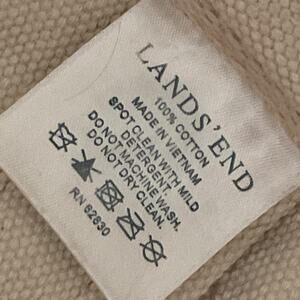 LANDS' END
100% COTTON
MADE IN VIETNAM
SPOT CLEAN WITH MILD
DETERGENT.
DO NOT MACHINE WASH.
DO NOT DRY CLEAN.
RN 62830